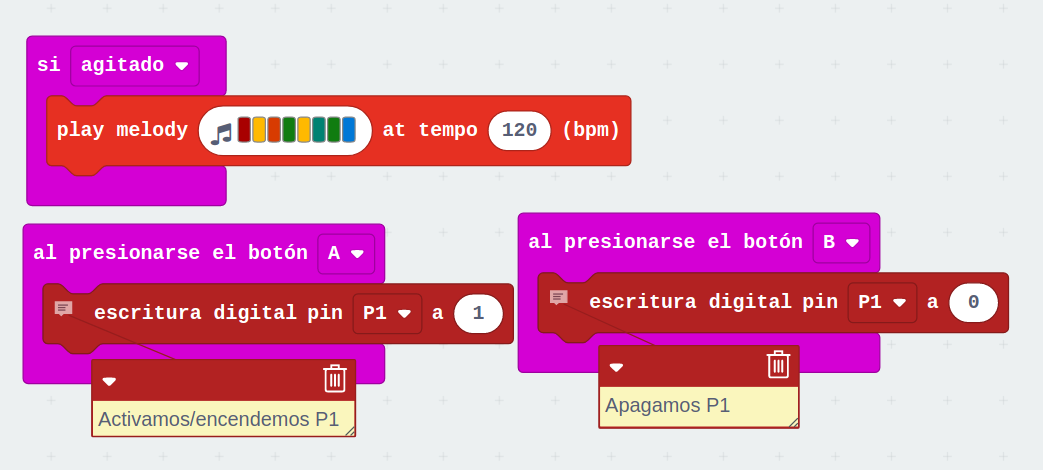 si agitado
play melody at tempo 120 (bpm)
al presionarse el botón A
escritura digital pin P1 a 1
Activamos/encendemos P1
al presionarse el botón B
escritura digital pin P1 a 0
Apagamos P1